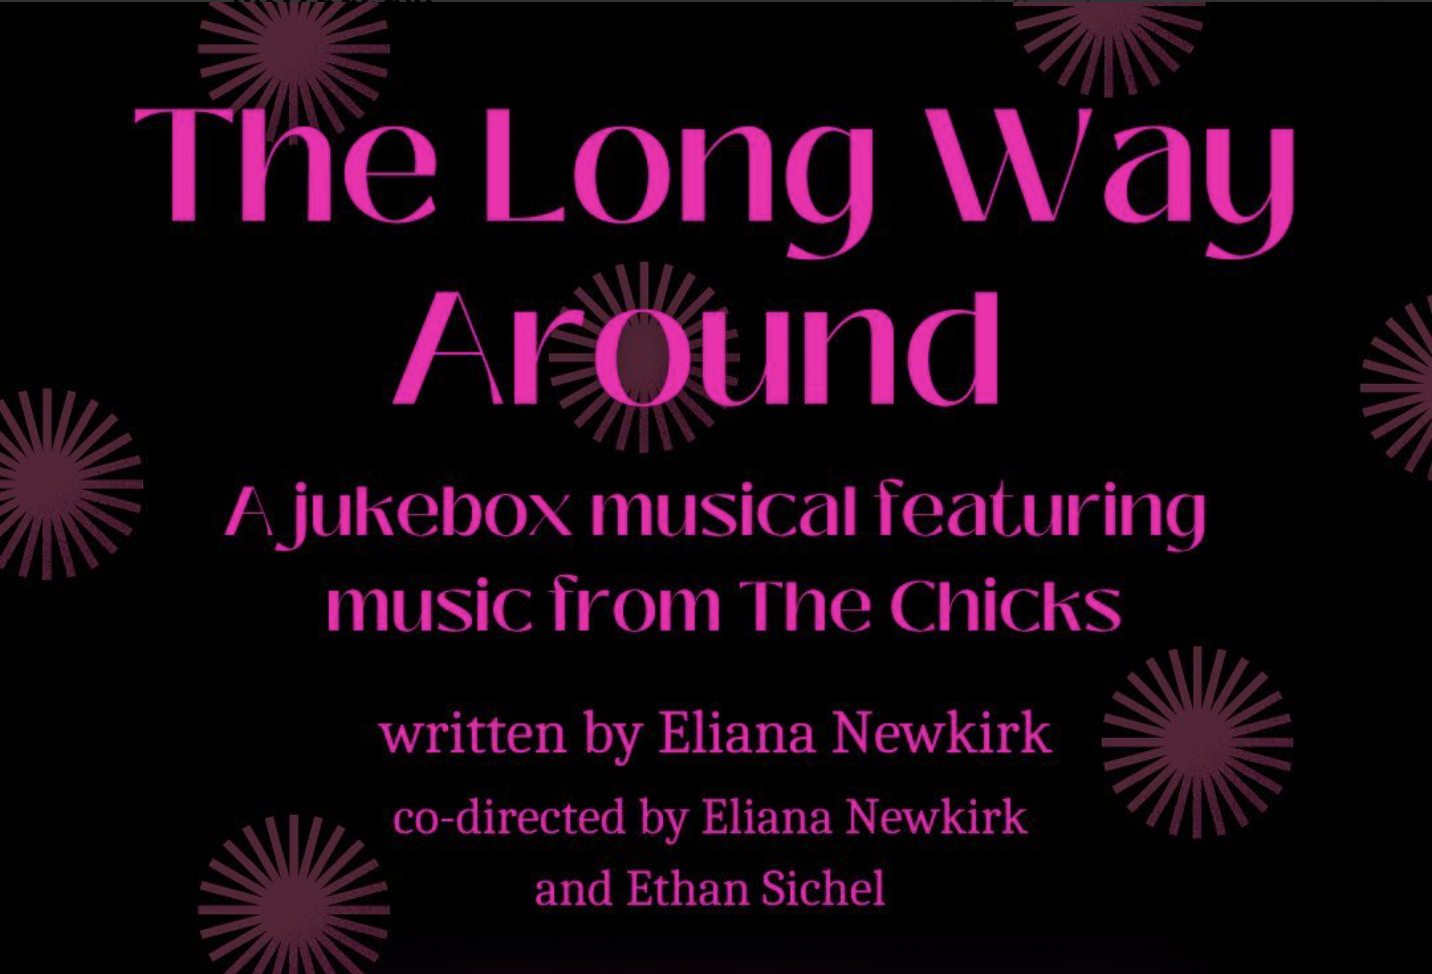 The Long Way
Around
A jukebox musical featuring
music from The Chicks
written by Eliana Newkirk
co-directed by Eliana Newkirk
and Ethan Sichel